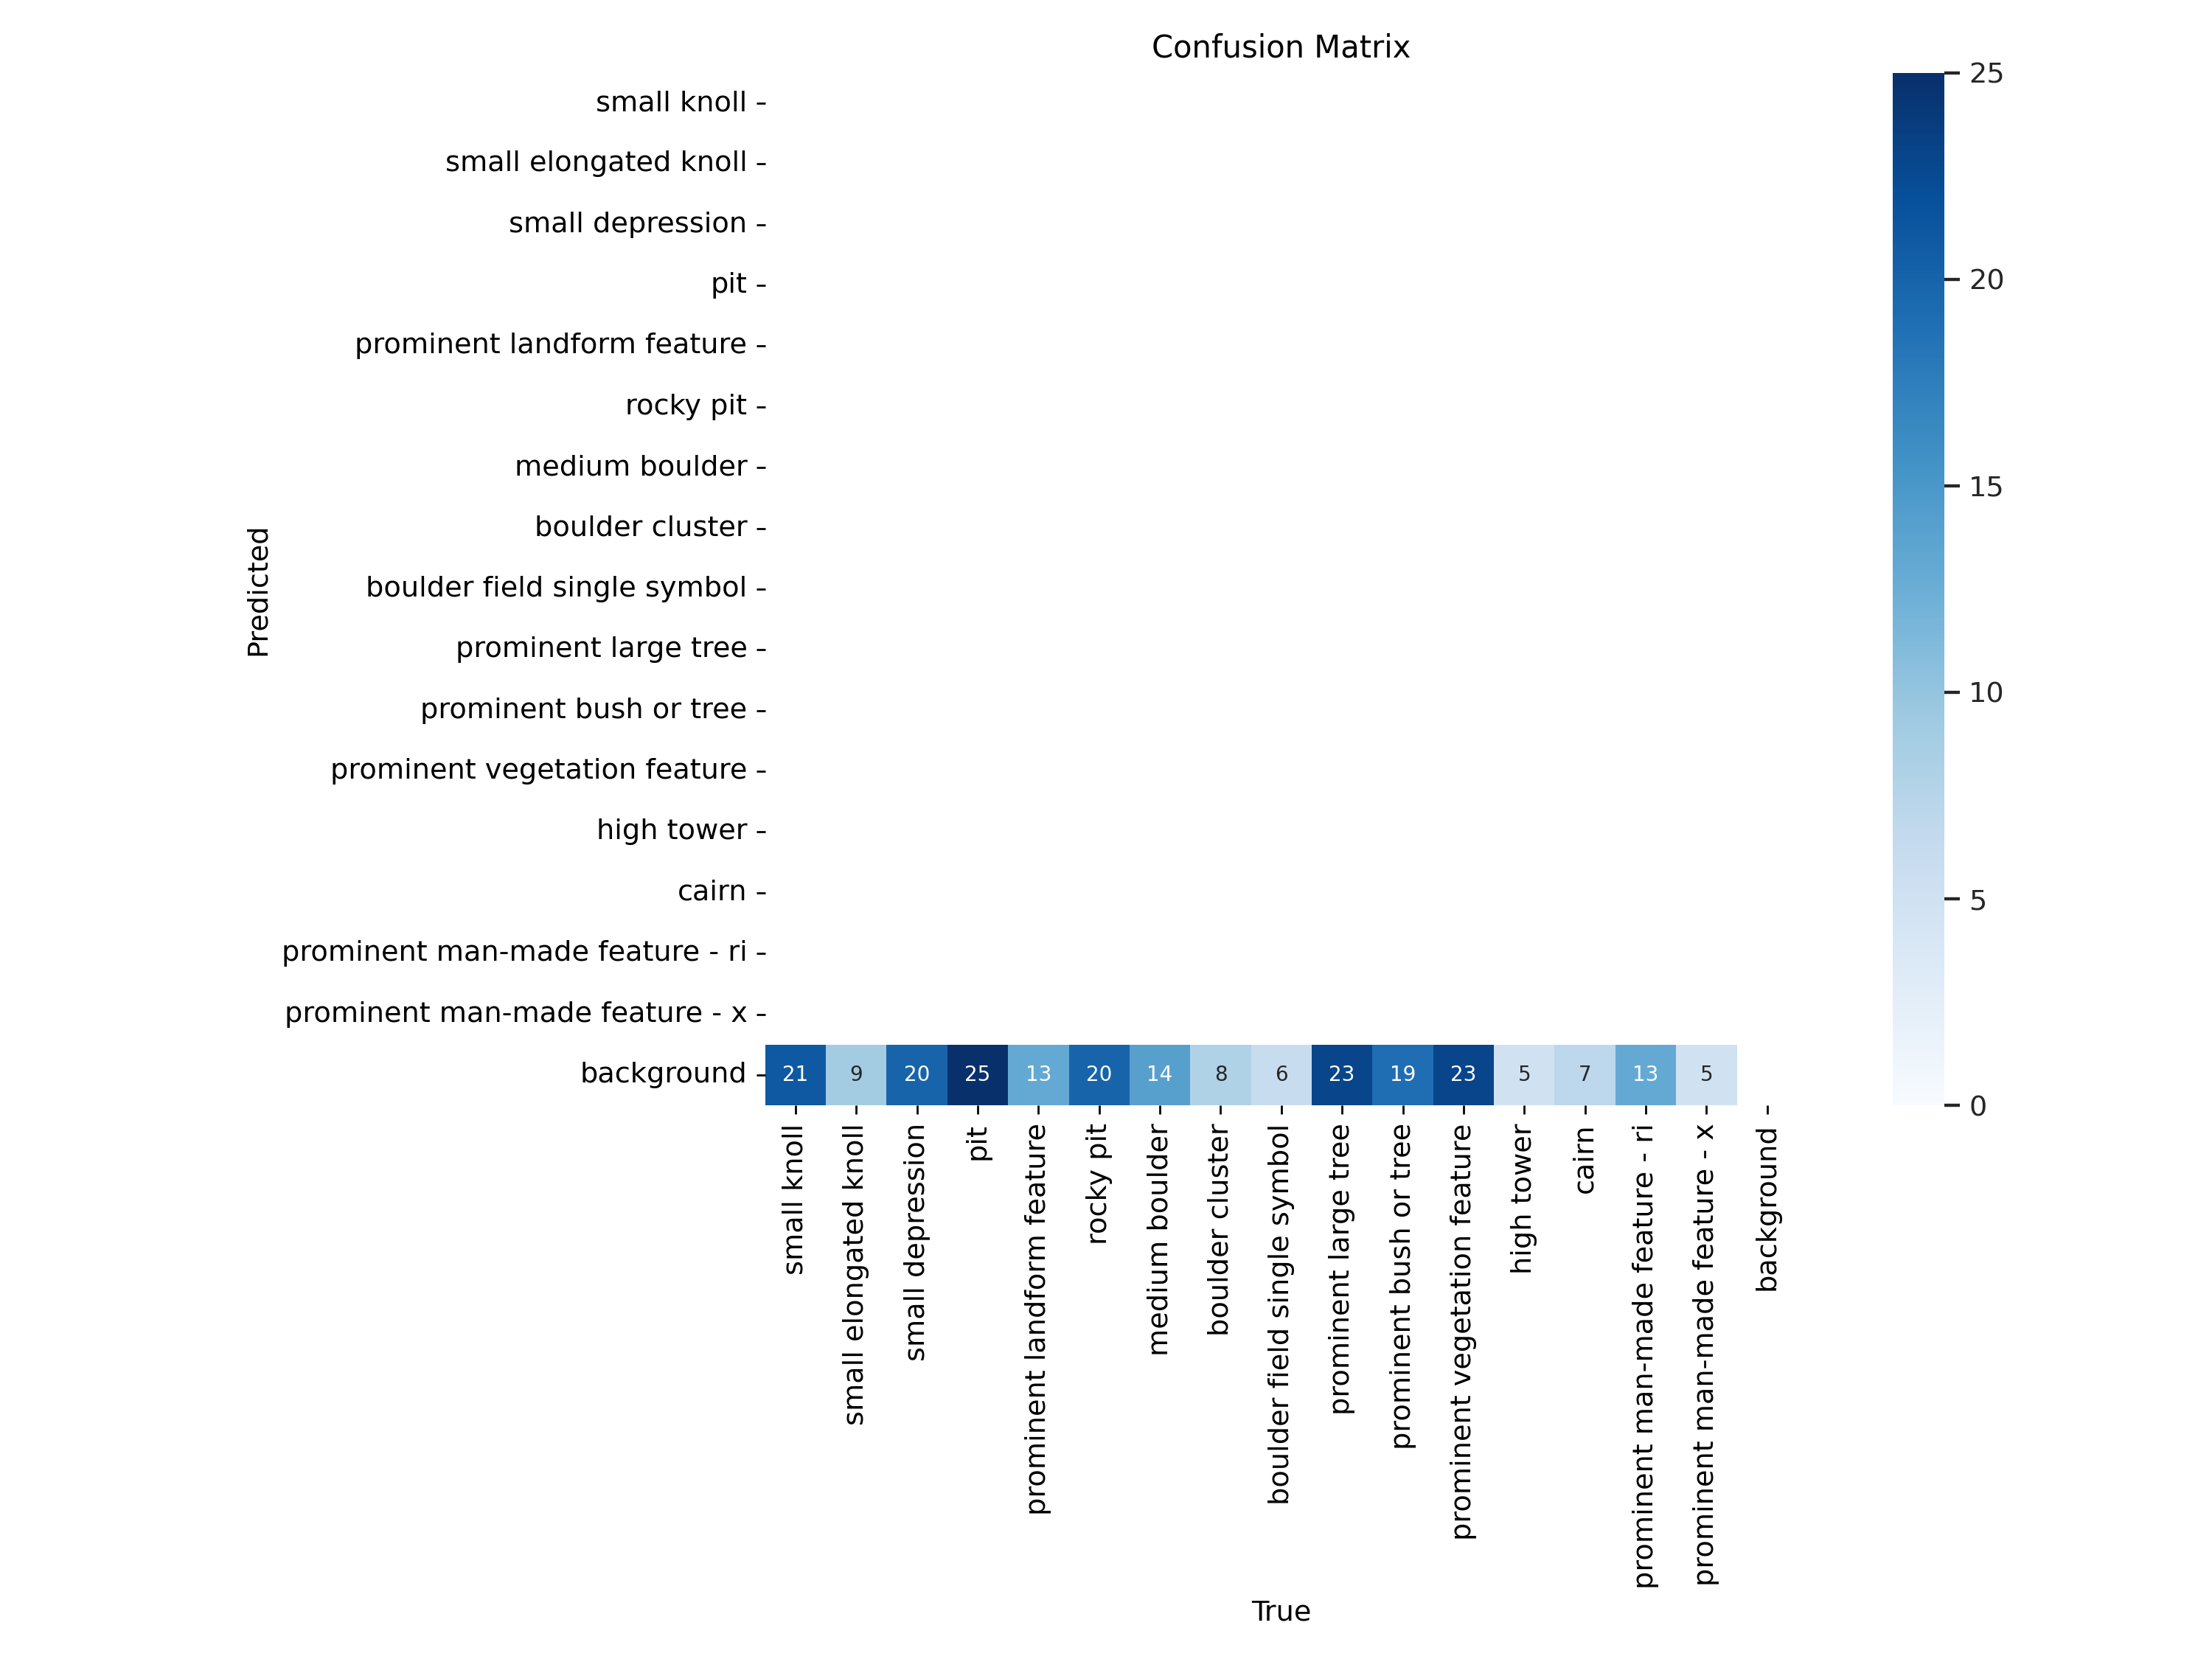 Confusion Matrix
small knoll
small elongated knoll
small depression
pit
prominent landform feature
rocky pit
medium boulder
boulder cluster
boulder field single symbol
prominent large tree
prominent bush or tree
prominent vegetation feature
high tower
cairn
prominent man-made feature - ri
prominent man-made feature - x
background
Predicted
21 9 20 25 13 20 14 8 6 23 19 23 5 7 13 5
small knoll
small elongated knoll
small depression
pit
prominent landform feature
rocky pit
medium boulder
boulder cluster
boulder field single symbol
prominent large tree
prominent bush or tree
prominent vegetation feature
high tower
cairn
prominent man-made feature - ri
prominent man-made feature - x
background
True
25
20
15
10
5
0